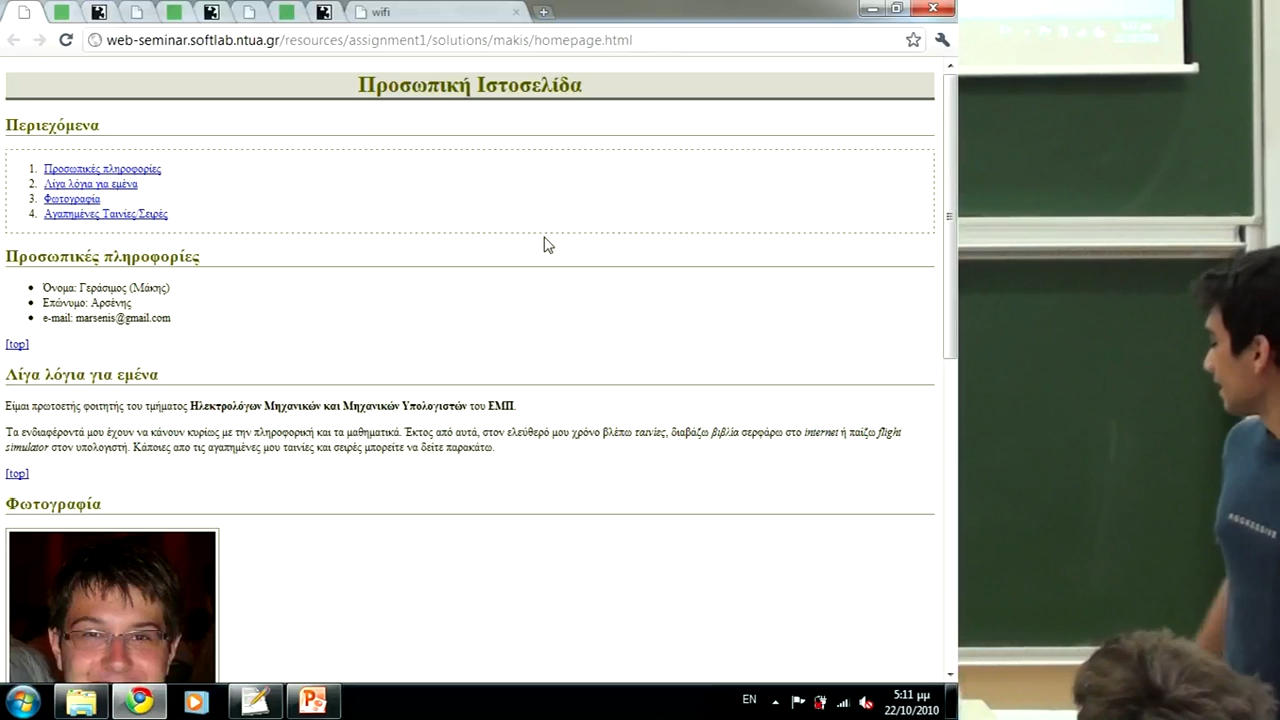 wifi
web-seminar.softlab.ntua.gr/resources/assignment1/solutions/makis/homepage.html
Προσωπική Ιστοσελίδα
Περιεχόμενα
1. Προσωπικές πληροφορίες
2. Λίγα λόγια για εμένα
3. Φωτογραφία
4. Αγαπημένες Ταινίες/Σειρές
Προσωπικές πληροφορίες
Όνομα: Γεράσιμος (Μάκης)
Επώνυμο: Αρσένης
e-mail: marsenis@gmail.com
[top]
Λίγα λόγια για εμένα
Είμαι πρωτοετής φοιτητής του τμήματος Ηλεκτρολόγων Μηχανικών και Μηχανικών Υπολογιστών του ΕΜΠ.
Τα ενδιαφέροντά μου έχουν να κάνουν κυρίως με την πληροφορική και τα μαθηματικά. Έκτος από αυτά, στον ελεύθερό μου χρόνο βλέπω ταινίες, διαβάζω βιβλία σερφάρω στο internet ή παίζω flight
simulator στον υπολογιστή. Κάποιες απο τις αγαπημένες μου ταινίες και σειρές μπορείτε να δείτε παρακάτω.
[top]
Φωτογραφία
AGGRESSIVE
EN
5:11 μμ
22/10/2010